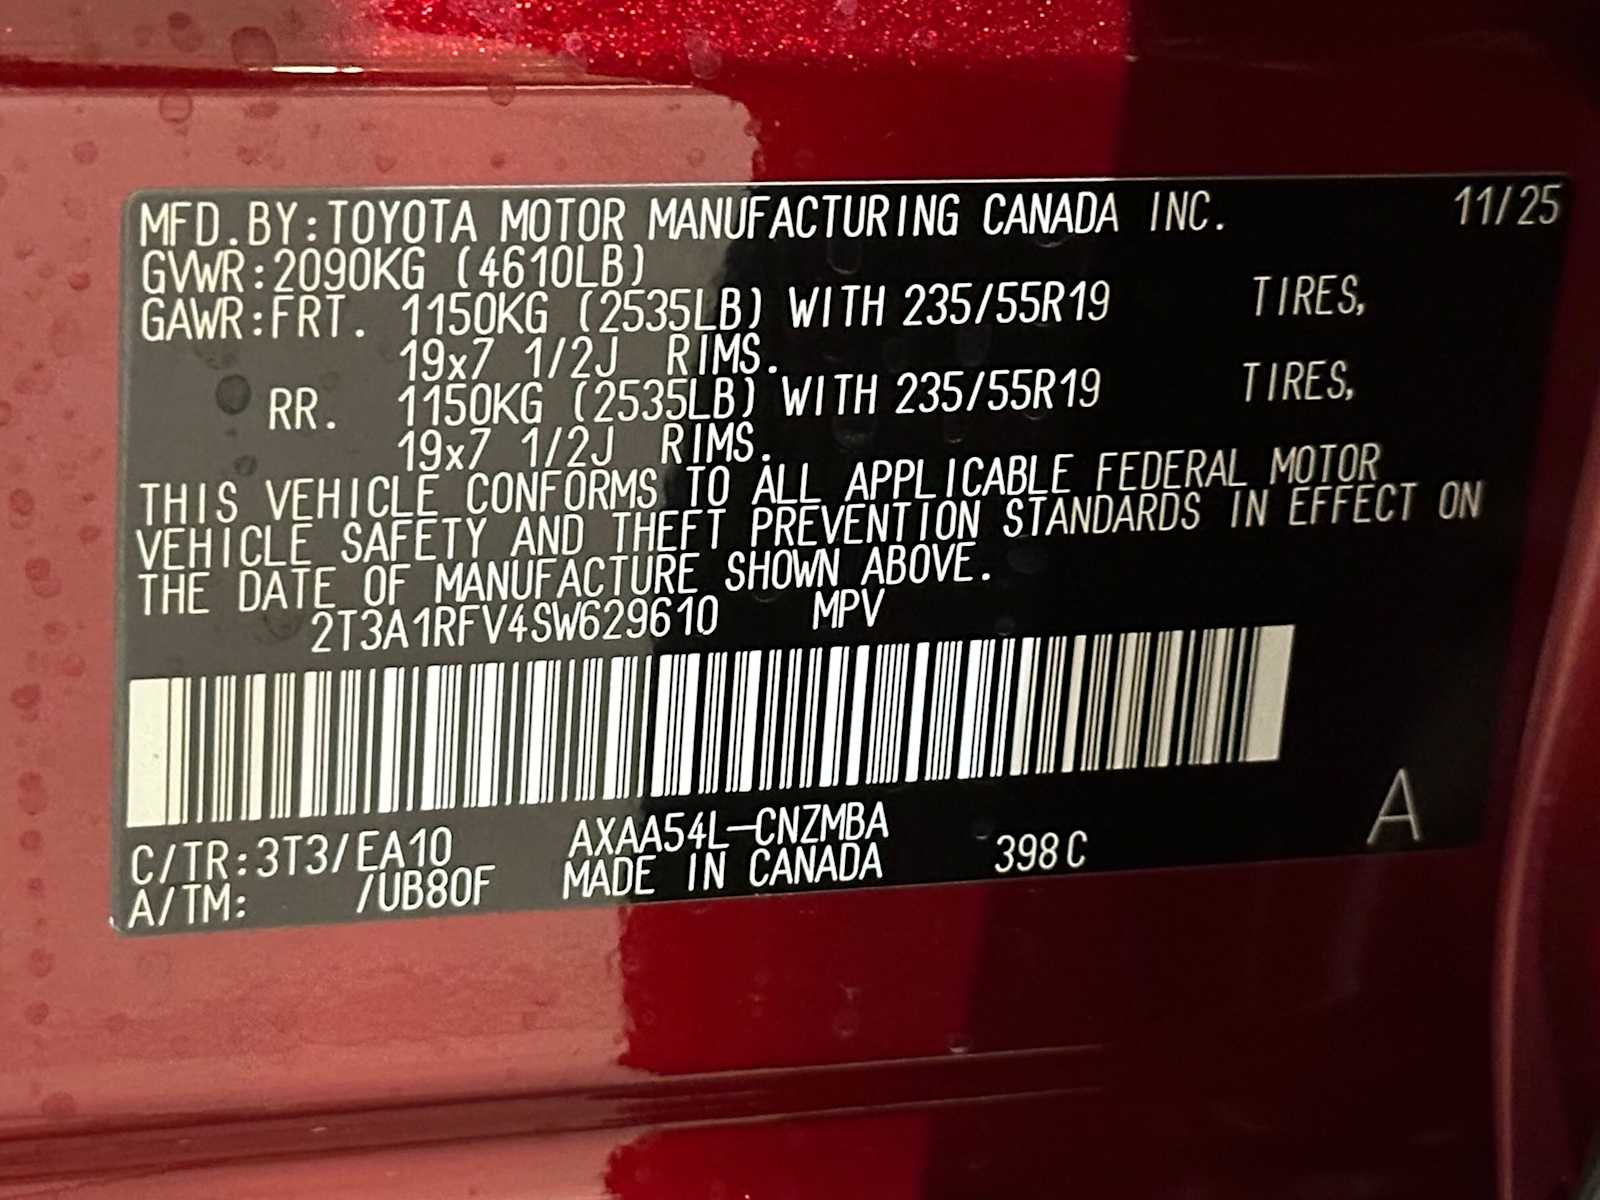 MFD.BY:TOYOTA MOTOR MANUFACTURING CANADA INC. 11/25
GVWR:2090KG (4610LB)
GAWR:FRT. 1150KG (2535LB) WITH 235/55R19 TIRES,
19x7 1/2J RIMS.
RR. 1150KG (2535LB) WITH 235/55R19 TIRES,
19x7 1/2J RIMS.
THIS VEHICLE CONFORMS TO ALL APPLICABLE FEDERAL MOTOR
VEHICLE SAFETY AND THEFT PREVENTION STANDARDS IN EFFECT ON
THE DATE OF MANUFACTURE SHOWN ABOVE.
2T3A1RFV4SW629610 MPV
C/TR:3T3/EA10 AXAA54L-CNZMBA 398C A
A/TM: /UB80F MADE IN CANADA